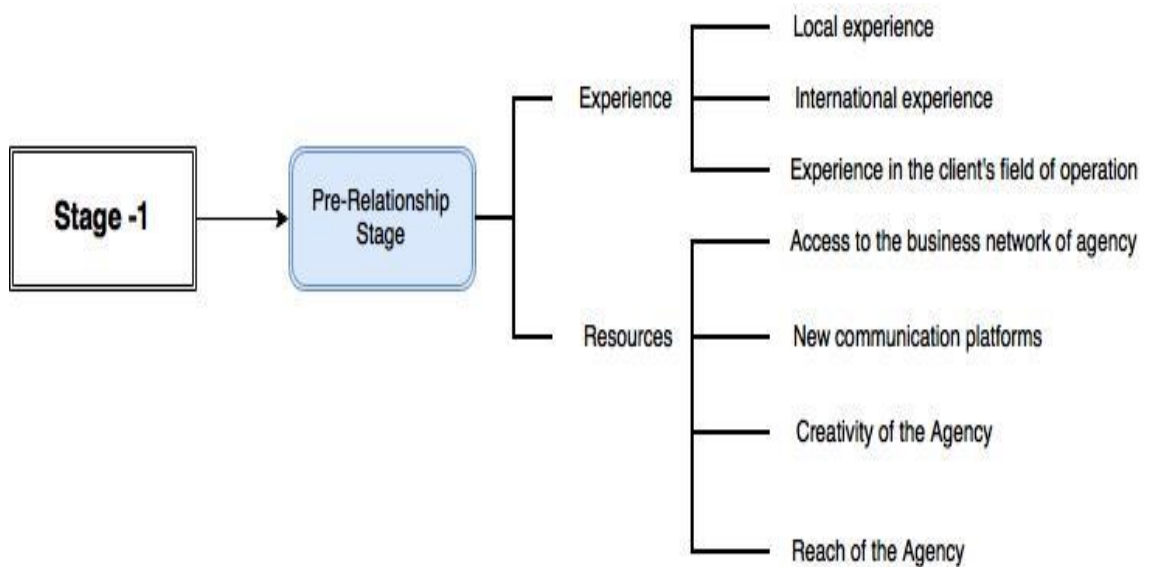 Stage -1
Pre-Relationship
Stage
Experience
Local experience
International experience
Experience in the client's field of operation
Resources
Access to the business network of agency
New communication platforms
Creativity of the Agency
Reach of the Agency